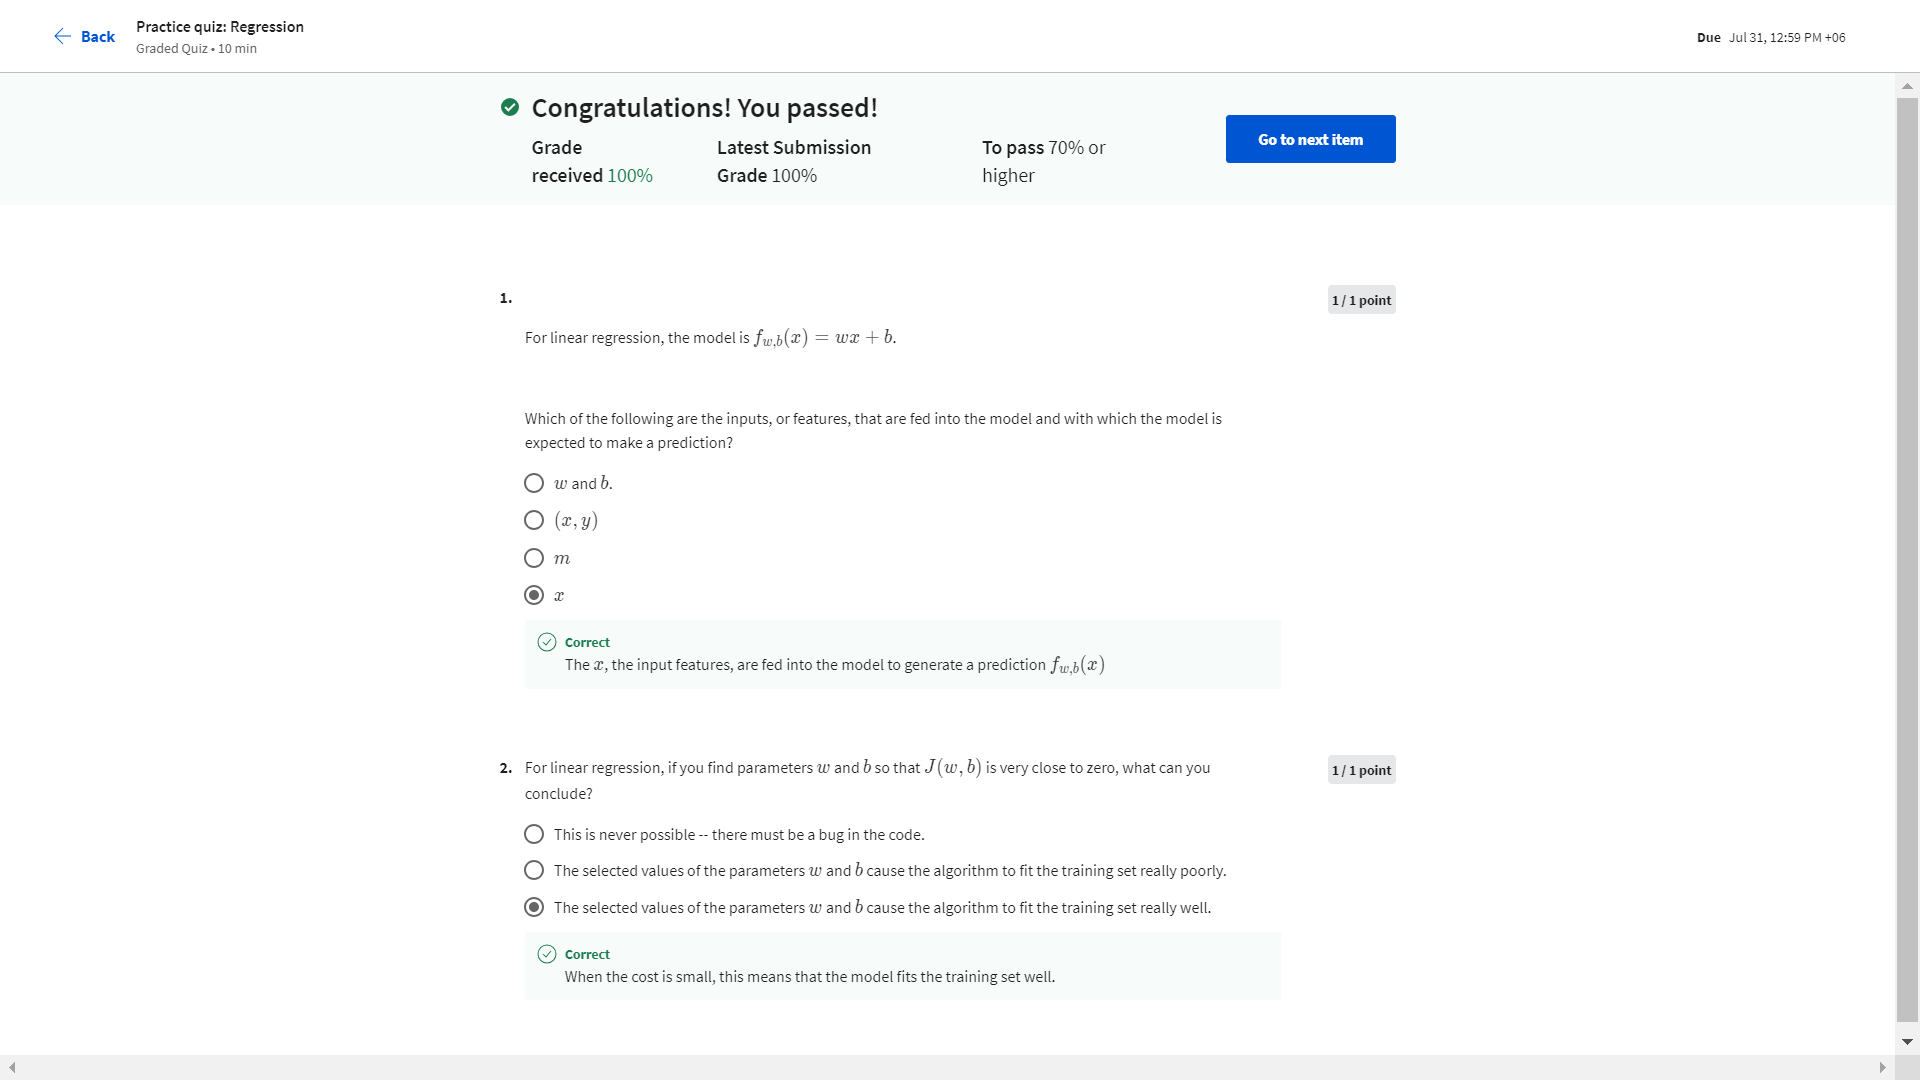 Back
Practice quiz: Regression
Graded Quiz • 10 min
Due Jul 31, 12:59 PM +06
Congratulations! You passed!
Grade received 100%
Latest Submission Grade 100%
To pass 70% or higher
Go to next item
1.
1 / 1 point
For linear regression, the model is f_{w,b}(x) = wx + b.
Which of the following are the inputs, or features, that are fed into the model and with which the model is
expected to make a prediction?
w and b.
(x, y)
m
x
Correct
The x, the input features, are fed into the model to generate a prediction f_{w,b}(x)
2. For linear regression, if you find parameters w and b so that J(w, b) is very close to zero, what can you
conclude?
1 / 1 point
This is never possible -- there must be a bug in the code.
The selected values of the parameters w and b cause the algorithm to fit the training set really poorly.
The selected values of the parameters w and b cause the algorithm to fit the training set really well.
Correct
When the cost is small, this means that the model fits the training set well.